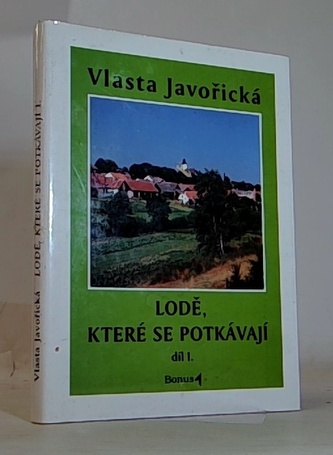 Vlasta Javořická
LODĚ,
KTERÉ SE POTKÁVAJÍ
díl I.
Bonus A
Vlasta Javořická LODĚ, KTERÉ SE POTKÁVAJÍ I.